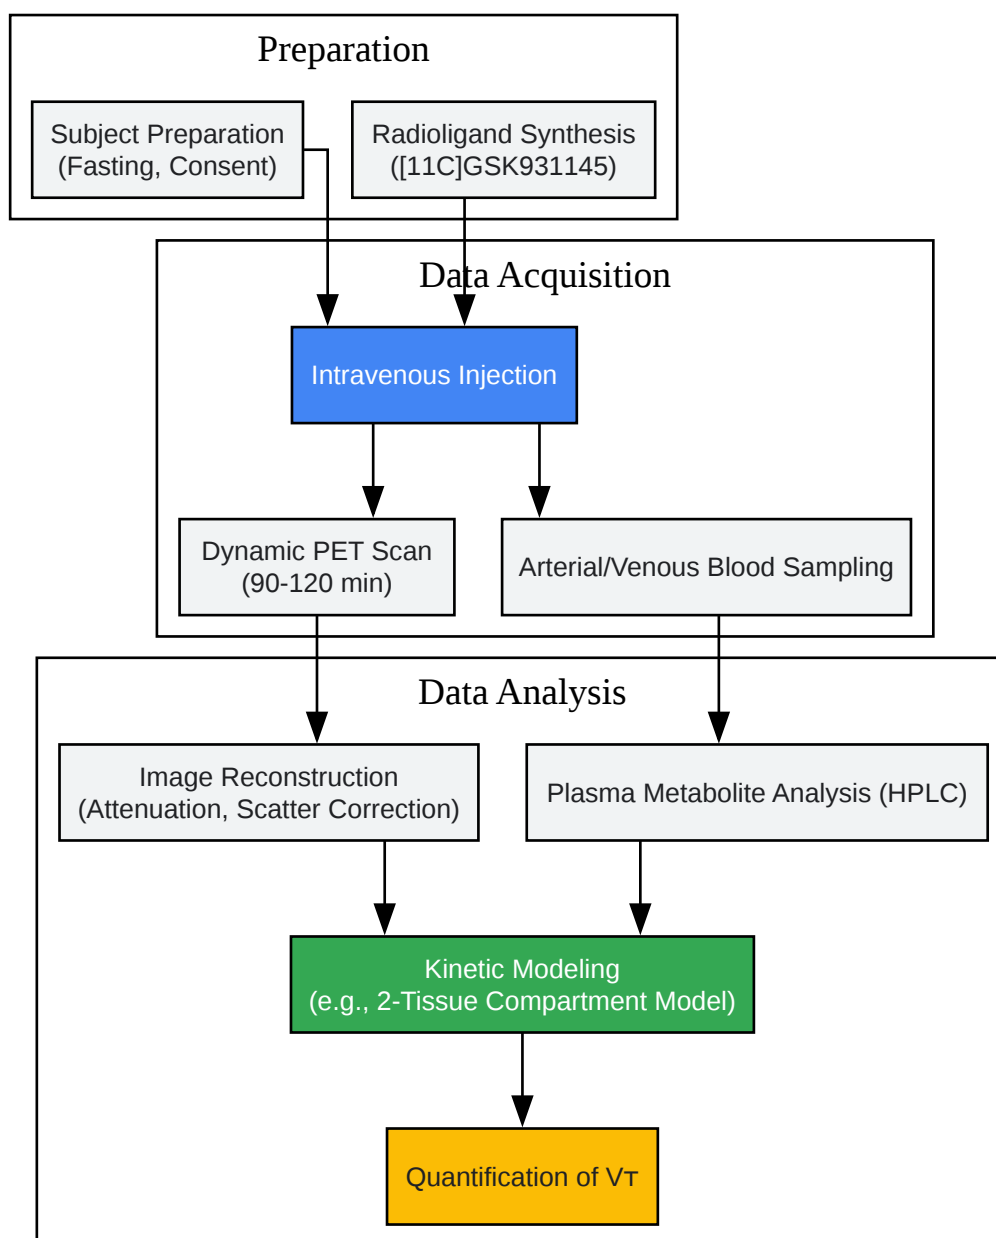 Preparation
Subject Preparation
(Fasting, Consent)
Radioligand Synthesis
([11C]GSK931145)
Data Acquisition
Intravenous Injection
Dynamic PET Scan
(90-120 min)
Arterial/Venous Blood Sampling
Data Analysis
Image Reconstruction
(Attenuation, Scatter Correction)
Plasma Metabolite Analysis (HPLC)
Kinetic Modeling
(e.g., 2-Tissue Compartment Model)
Quantification of Vᴛ